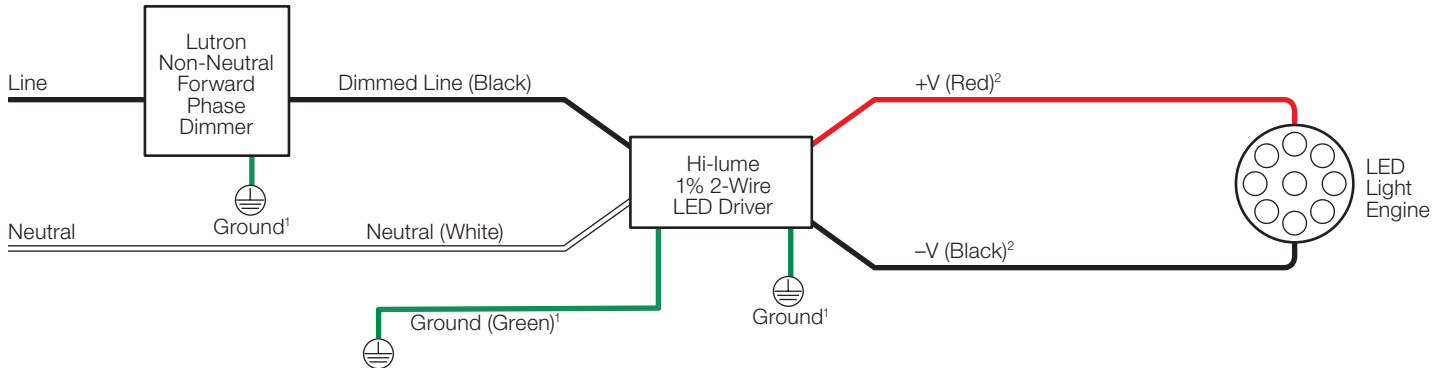 Line
Lutron
Non-Neutral
Forward
Phase
Dimmer
Dimmed Line (Black)
Ground¹
Neutral
Neutral (White)
Hi-lume
1% 2-Wire
LED Driver
Ground (Green)¹
Ground¹
+V (Red)²
–V (Black)²
LED
Light
Engine